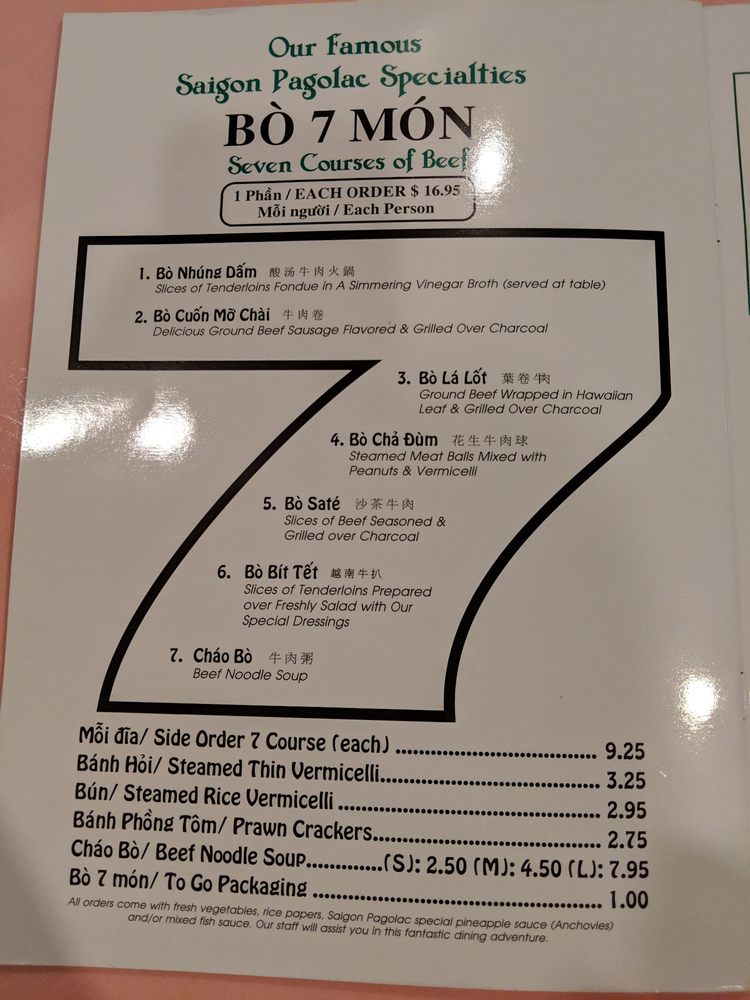 Our Famous
Saigon Pagolac Specialties
BÒ 7 MÓN
Seven Courses of Beef
1 Phần / EACH ORDER $ 16.95
Mỗi người / Each Person
1. Bò Nhúng Dấm 酸汤牛肉火鍋
Slices of Tenderloins Fondue in A Simmering Vinegar Broth (served at table)
2. Bò Cuốn Mỡ Chài 牛肉卷
Delicious Ground Beef Sausage Flavored & Grilled Over Charcoal
3. Bò Lá Lốt 葉卷牛肉
Ground Beef Wrapped in Hawaiian
Leaf & Grilled Over Charcoal
4. Bò Chả Đùm 花生牛肉球
Steamed Meat Balls Mixed with
Peanuts & Vermicelli
5. Bò Saté 沙茶牛肉
Slices of Beef Seasoned &
Grilled over Charcoal
6. Bò Bít Tết 越南牛扒
Slices of Tenderloins Prepared
over Freshly Salad with Our
Special Dressings
7. Cháo Bò 牛肉粥
Beef Noodle Soup
Mỗi đĩa/ Side Order 7 Course (each) ........ 9.25
Bánh Hỏi/ Steamed Thin Vermicelli........ 3.25
Bún/ Steamed Rice Vermicelli ........ 2.95
Bánh Phồng Tôm/ Prawn Crackers........ 2.75
Cháo Bò/ Beef Noodle Soup........(S): 2.50 (M): 4.50 (L): 7.95
Bò 7 món/ To Go Packaging ........ 1.00
All orders come with fresh vegetables, rice papers, Saigon Pagolac special pineapple sauce (Anchovies)
and/or mixed fish sauce. Our staff will assist you in this fantastic dining adventure.